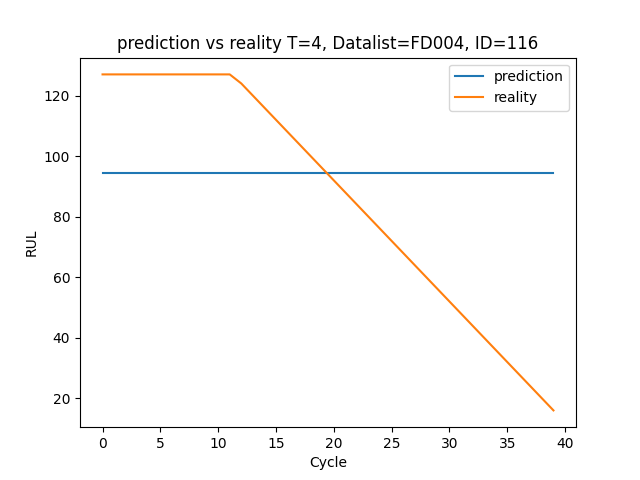 prediction vs reality T=4, Datalist=FD004, ID=116
prediction
reality
120
100
80
60
40
20
RUL
0 5 10 15 20 25 30 35 40
Cycle